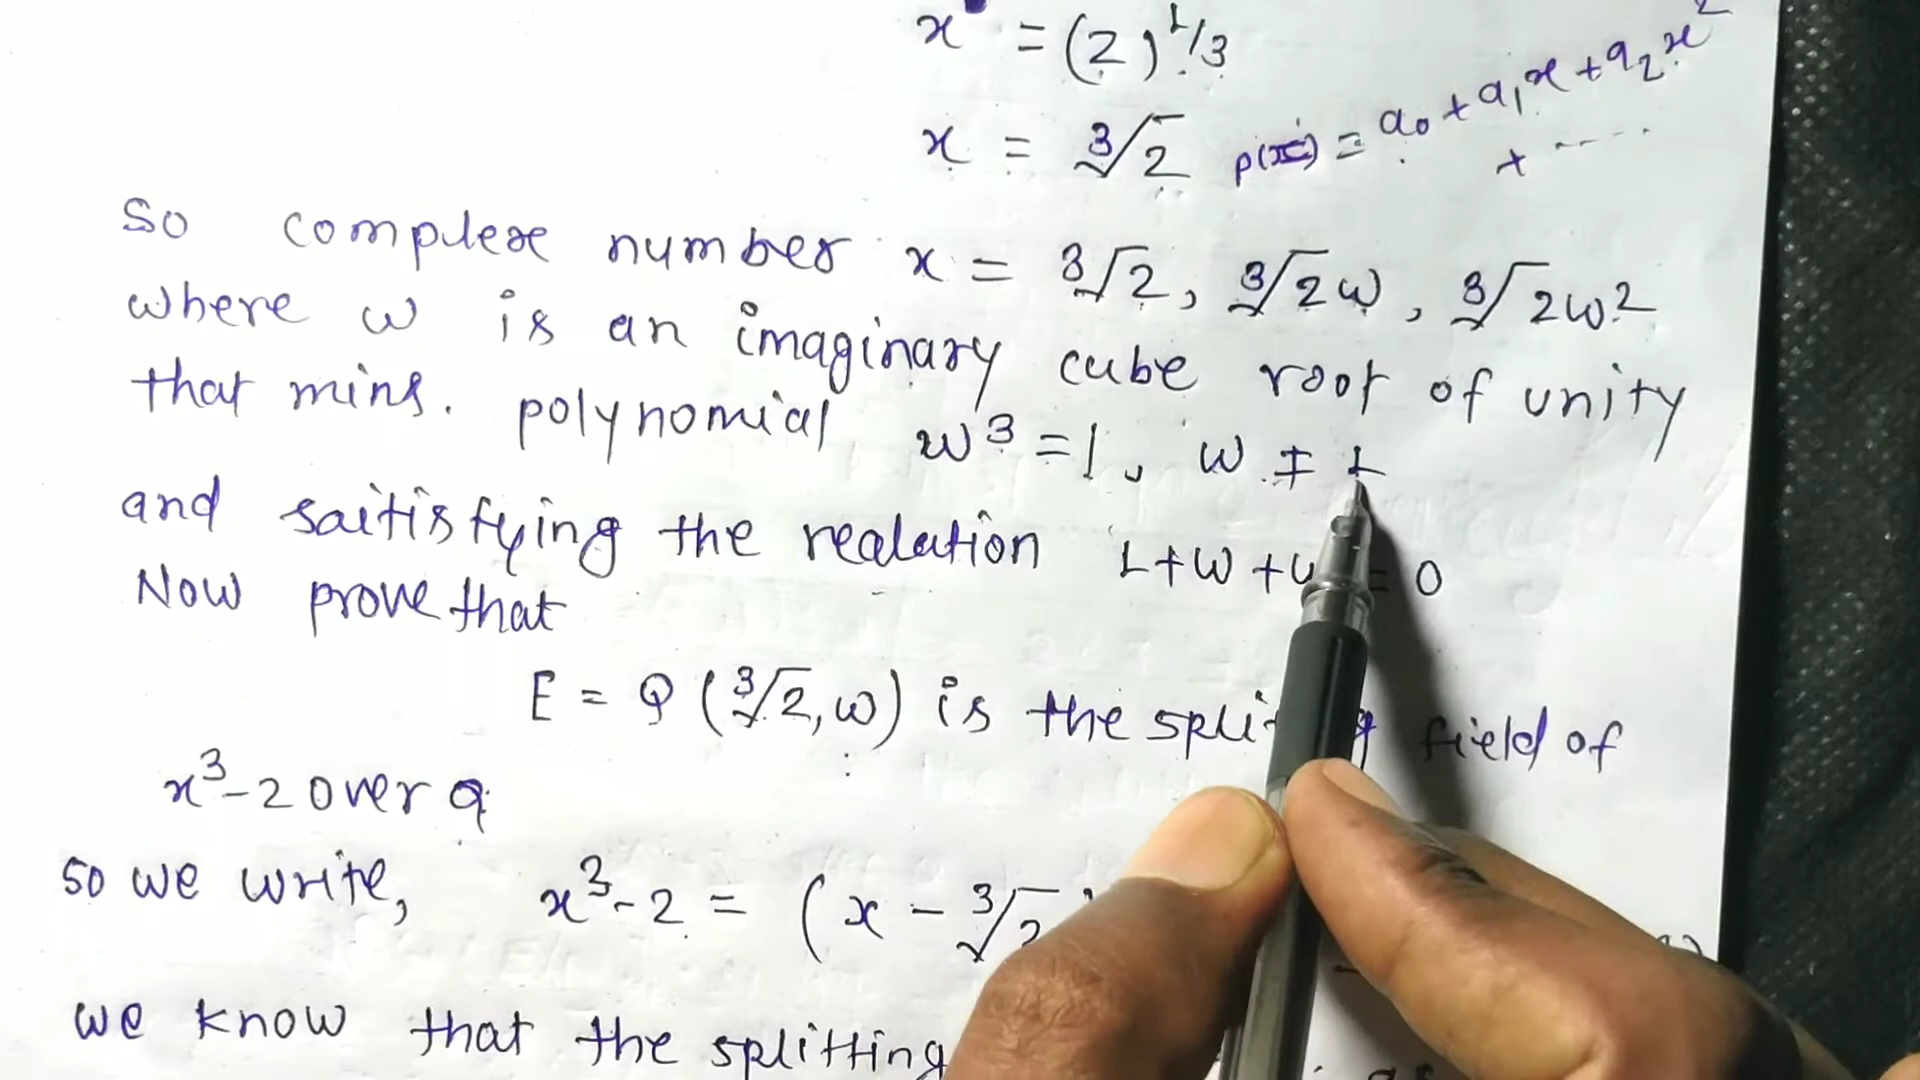 x = (2)^1/3
x = ∛2 p(x) = a₀ + a₁x + a₂x²
+ ----
So complex number x = ∛2, ∛2ω, ∛2ω²
where ω is an imaginary cube root of unity
that mins. polynomial ω³ = 1, ω ≠ 1
and saitisfying the realation 1+ω+ = 0
Now prove that
E = Q (∛2, ω) is the field of
x³-2 over Q
so we write, x³-2 = (x - ∛2
we know that the splitting